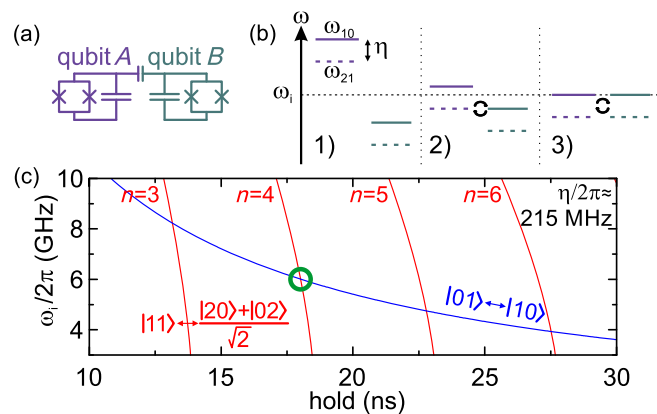 (a)
qubit A
qubit B
(b)
ω
ω₁₀
η
ω₂₁
ωᵢ
1)
2)
3)
(c)
n=3
n=4
n=5
n=6
η/2π≈
215 MHz
|11⟩↔|20⟩+|02⟩/√2
|01⟩↔|10⟩
ωᵢ/2π (GHz)
10
8
6
4
10
15
20
25
30
hold (ns)